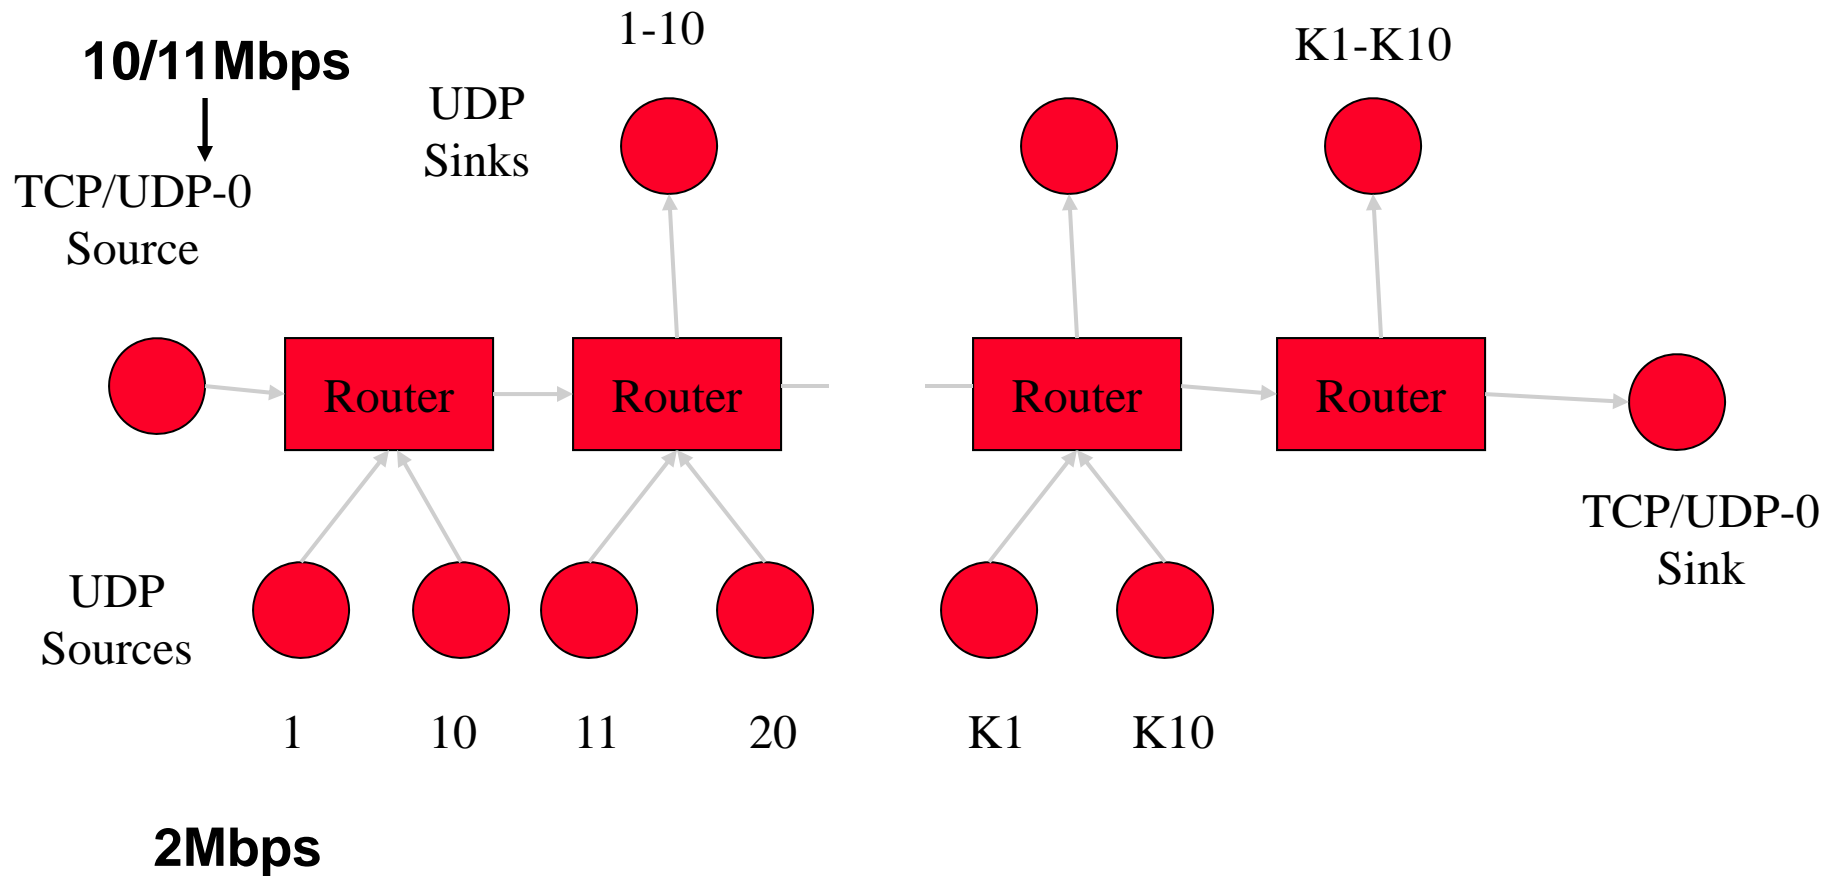 1-10
K1-K10
10/11Mbps
UDP
Sinks
TCP/UDP-0
Source
Router
Router
Router
Router
TCP/UDP-0
Sink
UDP
Sources
1
10
11
20
K1
K10
2Mbps